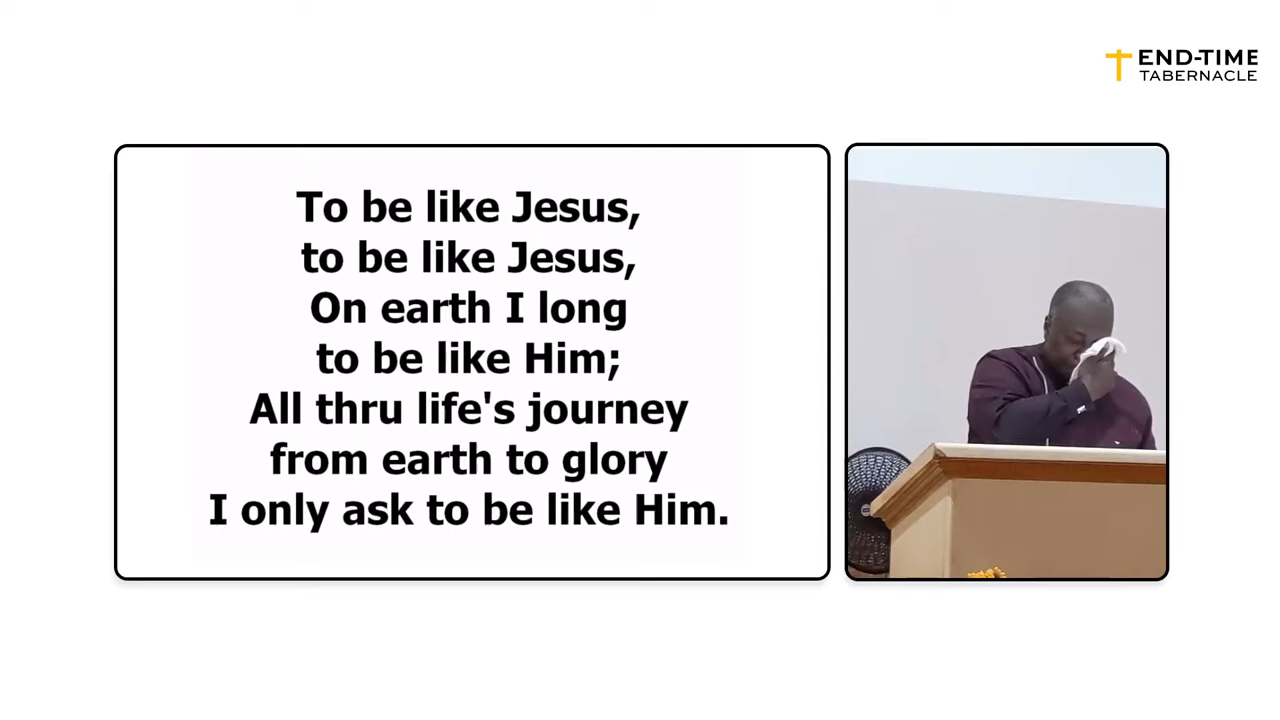 END-TIME
TABERNACLE
To be like Jesus,
to be like Jesus,
On earth I long
to be like Him;
All thru life's journey
from earth to glory
I only ask to be like Him.